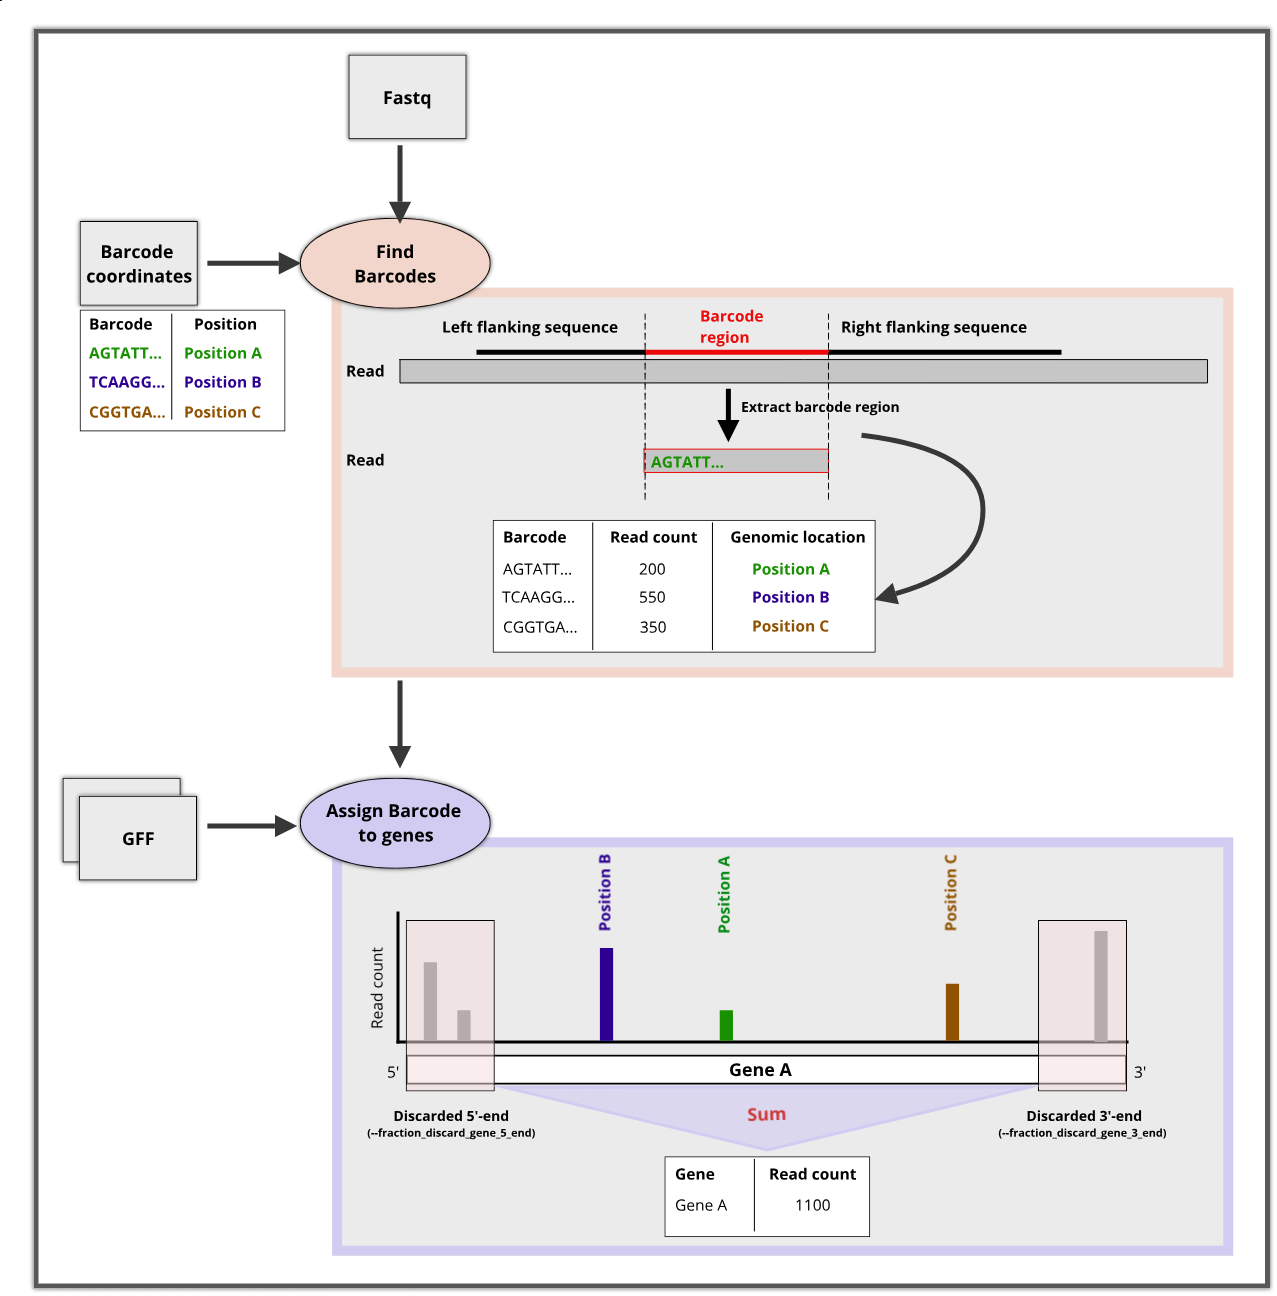 Fastq
Barcode
coordinates
Find
Barcodes
Barcode Position
AGTATT... Position A
TCAAGG... Position B
CGGTGA... Position C
Left flanking sequence
Barcode
region
Right flanking sequence
Read
Extract barcode region
Read
AGTATT...
Barcode Read count Genomic location
AGTATT... 200 Position A
TCAAGG... 550 Position B
CGGTGA... 350 Position C
GFF
Assign Barcode
to genes
Position B
Position A
Position C
Read count
5'
Gene A
3'
Discarded 5'-end
(--fraction_discard_gene_5_end)
Sum
Discarded 3'-end
(--fraction_discard_gene_3_end)
Gene Read count
Gene A 1100